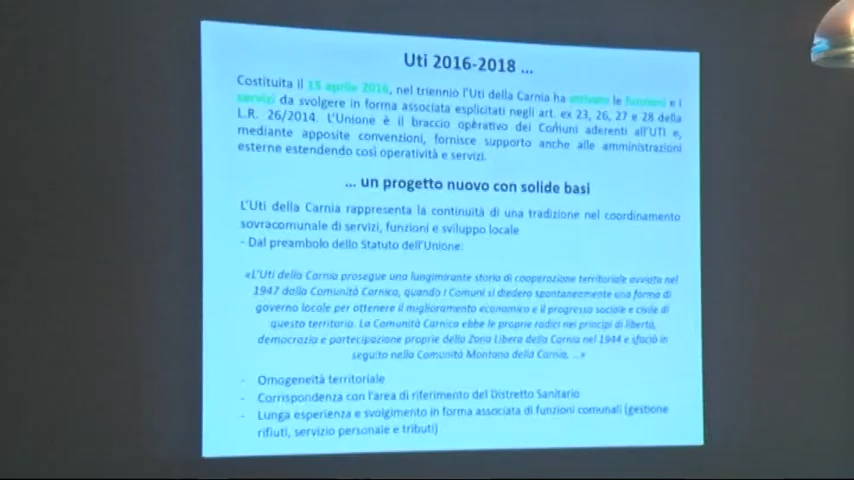 Uti 2016-2018 ...
Costituita il 15 aprile 2016, nel triennio l'Uti della Carnia ha attivato le funzioni e i
servizi da svolgere in forma associata esplicitati negli art. ex 23, 26, 27 e 28 della
L.R. 26/2014. L'Unione è il braccio operativo dei Comuni aderenti all'UTI e,
mediante apposite convenzioni, fornisce supporto anche alle amministrazioni
esterne estendendo così operatività e servizi.
... un progetto nuovo con solide basi
L'Uti della Carnia rappresenta la continuità di una tradizione nel coordinamento
sovracomunale di servizi, funzioni e sviluppo locale
- Dal preambolo dello Statuto dell'Unione:
«L'Uti della Carnia prosegue una lungimirante storia di cooperazione territoriale avviata nel
1947 dalla Comunità Carnica, quando i Comuni si diedero spontaneamente una forma di
governo locale per ottenere il miglioramento economico e il progresso sociale e civile di
questo territorio. La Comunità Carnica ebbe le proprie radici nei principi di libertà,
democrazia e partecipazione proprie della Zona Libera della Carnia nel 1944 e sfociò in
seguito nella Comunità Montana della Carnia. ...»
- Omogeneità territoriale
- Corrispondenza con l'area di riferimento del Distretto Sanitario
- Lunga esperienza e svolgimento in forma associata di funzioni comunali (gestione
rifiuti, servizio personale e tributi)